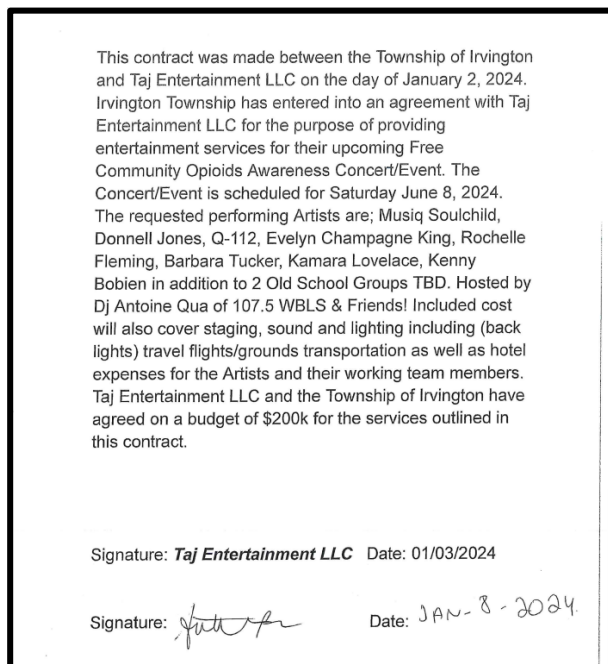 This contract was made between the Township of Irvington
and Taj Entertainment LLC on the day of January 2, 2024.
Irvington Township has entered into an agreement with Taj
Entertainment LLC for the purpose of providing
entertainment services for their upcoming Free
Community Opioids Awareness Concert/Event. The
Concert/Event is scheduled for Saturday June 8, 2024.
The requested performing Artists are; Musiq Soulchild,
Donnell Jones, Q-112, Evelyn Champagne King, Rochelle
Fleming, Barbara Tucker, Kamara Lovelace, Kenny
Bobien in addition to 2 Old School Groups TBD. Hosted by
Dj Antoine Qua of 107.5 WBLS & Friends! Included cost
will also cover staging, sound and lighting including (back
lights) travel flights/grounds transportation as well as hotel
expenses for the Artists and their working team members.
Taj Entertainment LLC and the Township of Irvington have
agreed on a budget of $200k for the services outlined in
this contract.
Signature: Taj Entertainment LLC Date: 01/03/2024
Signature: Date: JAN-8-2024